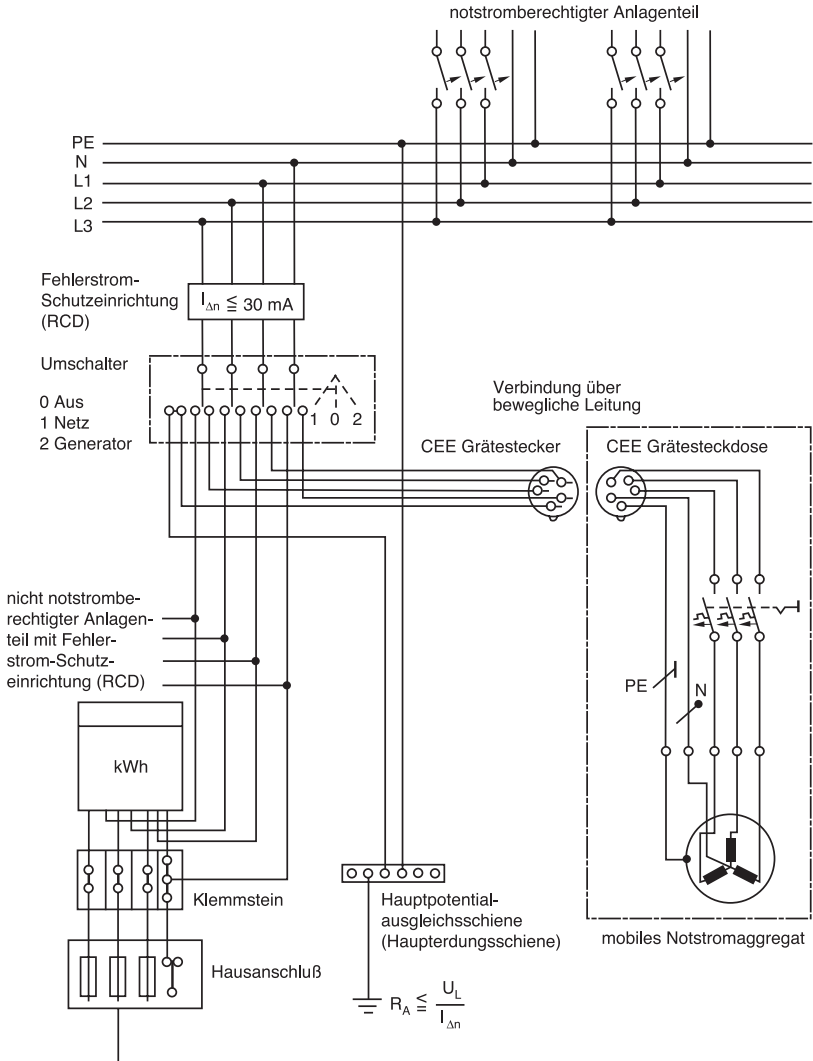 notstromberechtigter Anlagenteil
PE
N
L1
L2
L3
Fehlerstrom-
Schutzeinrichtung
(RCD)
I Δn ≦ 30 mA
Umschalter
0 Aus
1 Netz
2 Generator
1 0 2
Verbindung über
bewegliche Leitung
CEE Grätestecker
CEE Grätesteckdose
nicht notstrombe-
rechtigter Anlagen-
teil mit Fehler-
strom-Schutz-
einrichtung (RCD)
PE
N
kWh
Klemmstein
Hauptpotential-
ausgleichsschiene
(Haupterdungsschiene)
mobiles Notstromaggregat
Hausanschluß
R A ≦ U L / I Δn